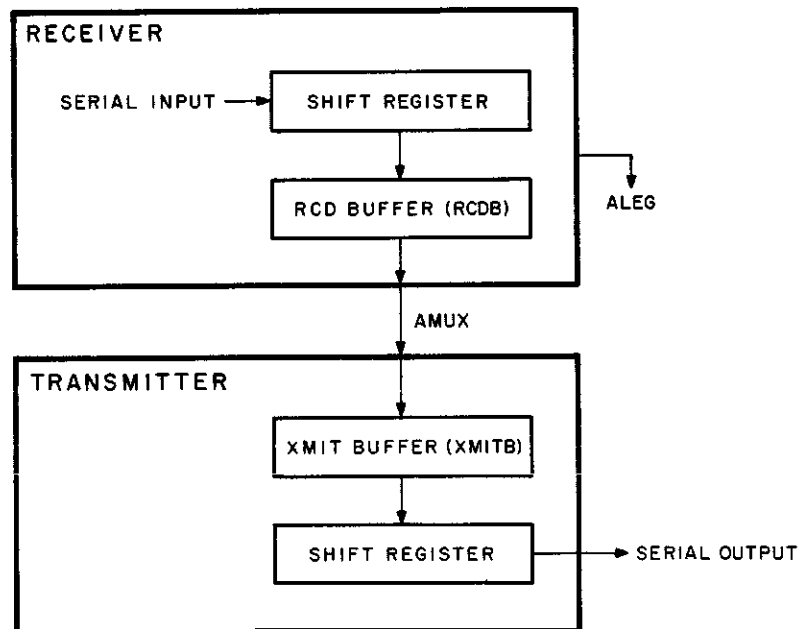 RECEIVER
SERIAL INPUT
SHIFT REGISTER
RCD BUFFER (RCDB)
ALEG
AMUX
TRANSMITTER
XMIT BUFFER (XMITB)
SHIFT REGISTER
SERIAL OUTPUT